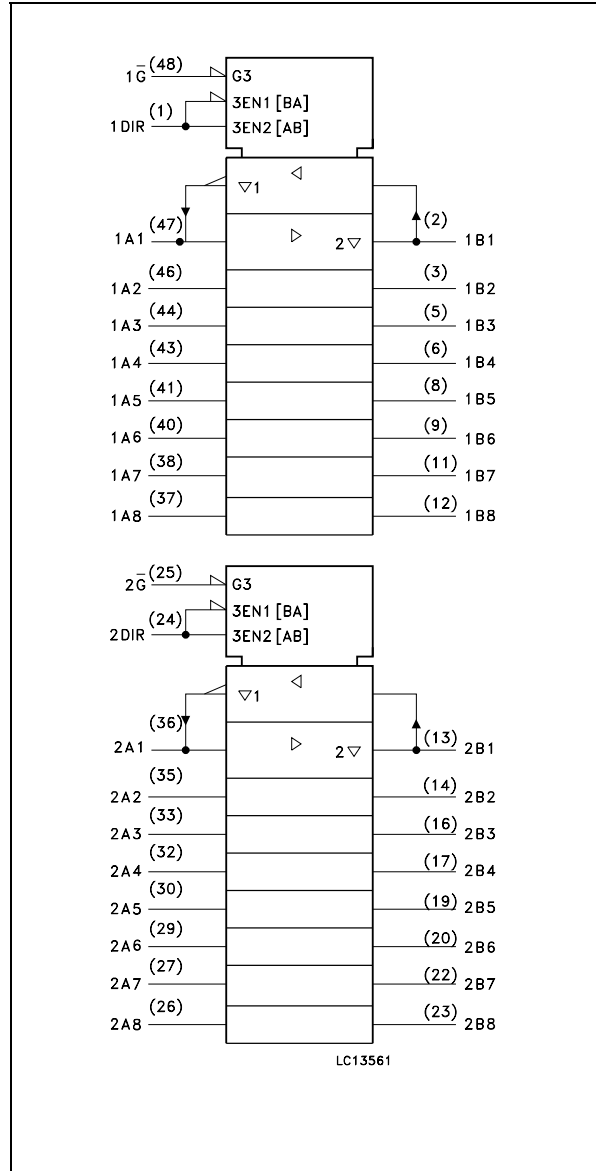 1G̅ (48) G3
3EN1 [BA]
1DIR (1) 3EN2 [AB]
▽1 ◁
1A1 (47) ▷ 2▽ (2) 1B1
1A2 (46) (3) 1B2
1A3 (44) (5) 1B3
1A4 (43) (6) 1B4
1A5 (41) (8) 1B5
1A6 (40) (9) 1B6
1A7 (38) (11) 1B7
1A8 (37) (12) 1B8
2G̅ (25) G3
3EN1 [BA]
2DIR (24) 3EN2 [AB]
▽1 ◁
2A1 (36) ▷ 2▽ (13) 2B1
2A2 (35) (14) 2B2
2A3 (33) (16) 2B3
2A4 (32) (17) 2B4
2A5 (30) (19) 2B5
2A6 (29) (20) 2B6
2A7 (27) (22) 2B7
2A8 (26) (23) 2B8
LC13561